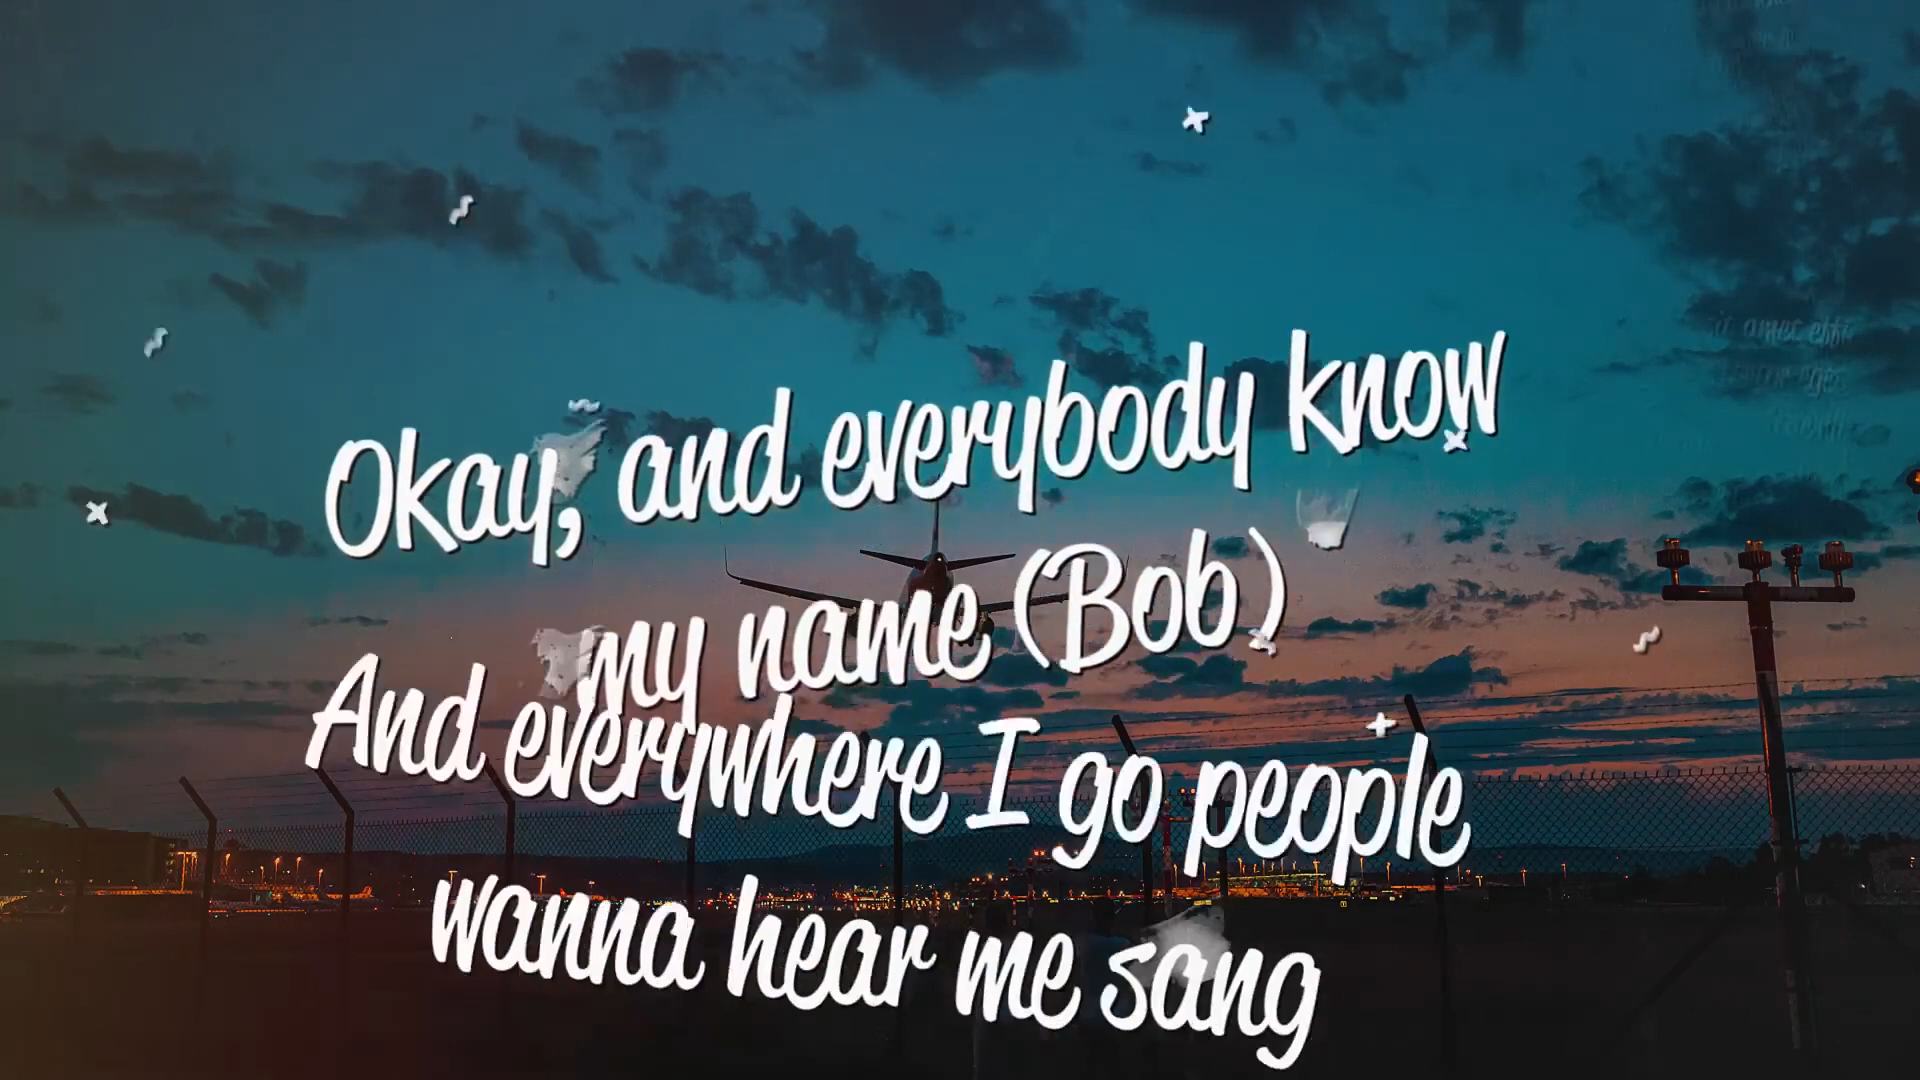 Okay, and everybody know
my name (Bob)
And everywhere I go people
wanna hear me sang